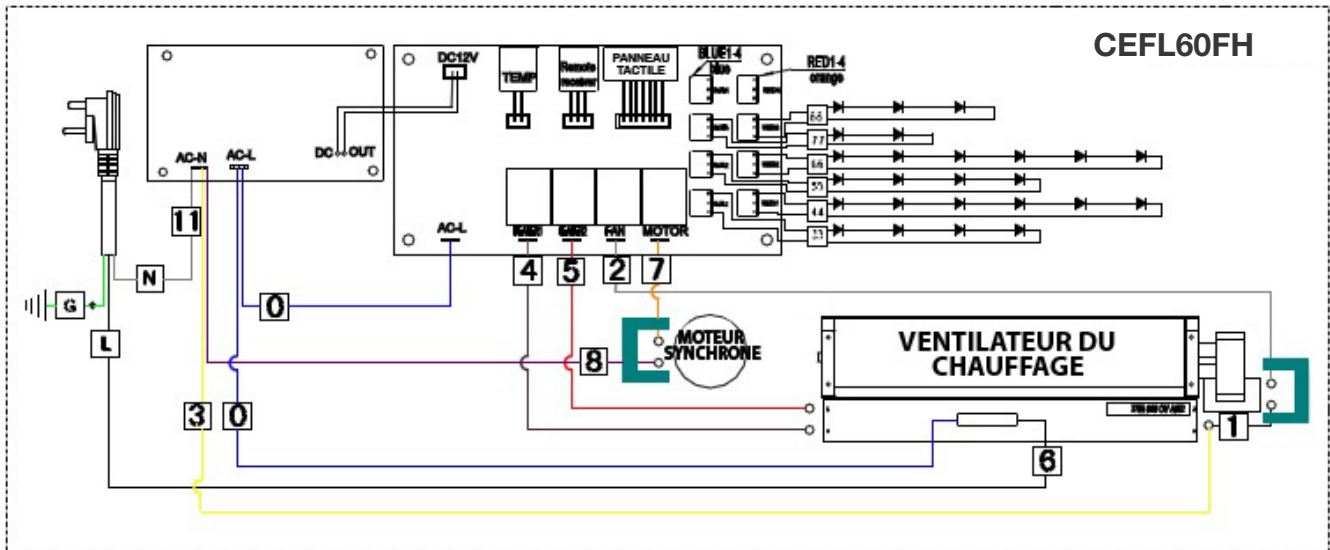 CEFL60FH
DC12V
TEMP
Remote
receiver
PANNEAU
TACTILE
BLUE1-4
blue
RED1-4
orange
AC-N
AC-L
DC
OUT
68
77
66
55
44
33
AC-L
FAN
MOTOR
11
N
G
0
L
4
5
2
7
MOTEUR
SYNCHRONE
8
VENTILATEUR DU
CHAUFFAGE
3
0
6
1